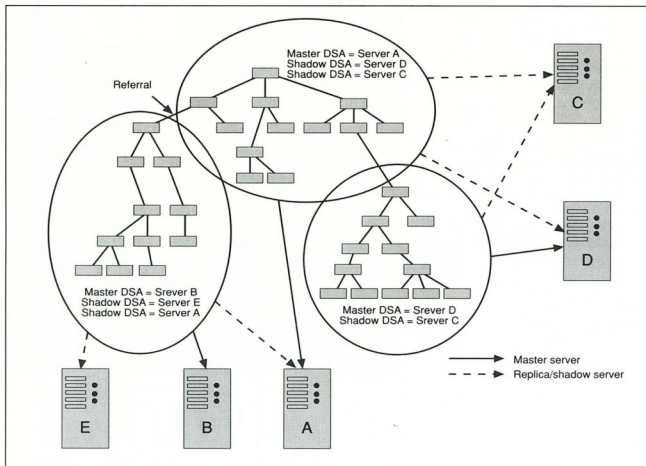 Master DSA = Server A
Shadow DSA = Server D
Shadow DSA = Server C
Referral
C
D
Master DSA = Srever B
Shadow DSA = Server E
Shadow DSA = Server A
Master DSA = Srever D
Shadow DSA = Srever C
Master server
Replica/shadow server
E
B
A